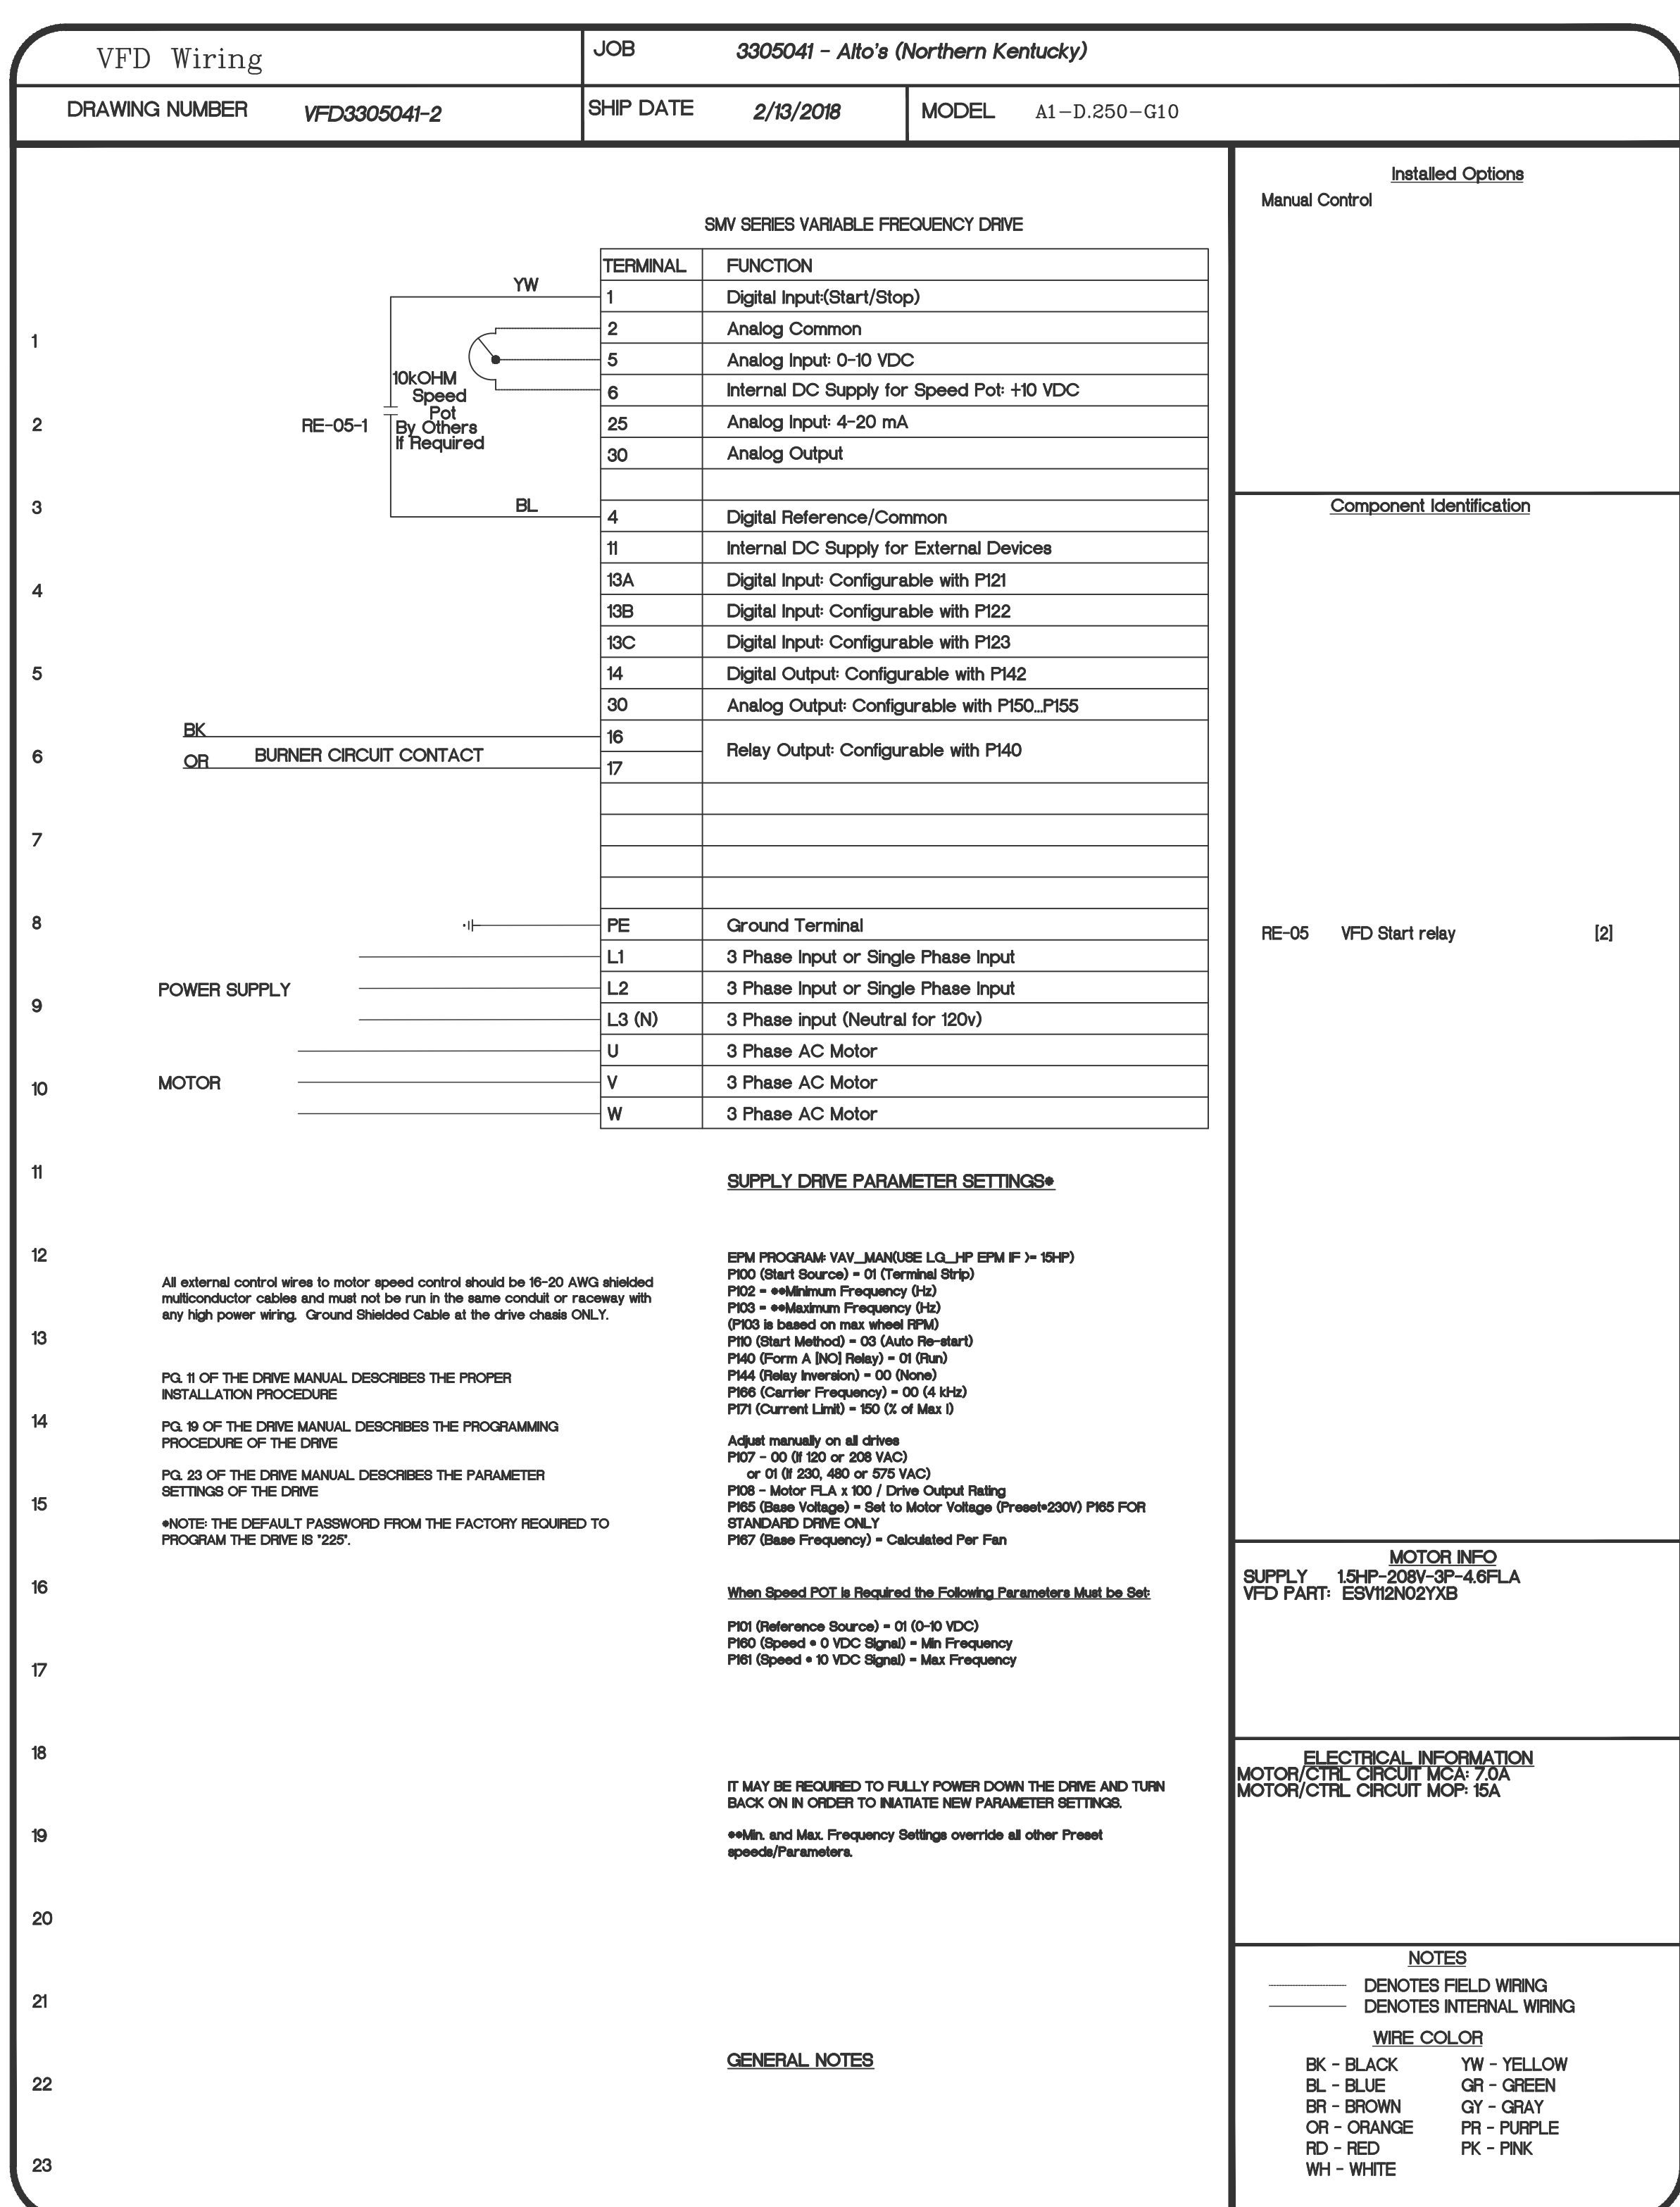 VFD Wiring
JOB 3305041 - Alto's (Northern Kentucky)
DRAWING NUMBER VFD3305041-2
SHIP DATE 2/13/2018
MODEL A1-D.250-G10
Installed Options
Manual Control
SMV SERIES VARIABLE FREQUENCY DRIVE
TERMINAL FUNCTION
YW
1 Digital Input:(Start/Stop)
2 Analog Common
5 Analog Input: 0-10 VDC
6 Internal DC Supply for Speed Pot: +10 VDC
25 Analog Input: 4-20 mA
30 Analog Output
10kOHM
Speed
Pot
By Others
If Required
RE-05-1
BL
4 Digital Reference/Common
11 Internal DC Supply for External Devices
13A Digital Input: Configurable with P121
13B Digital Input: Configurable with P122
13C Digital Input: Configurable with P123
14 Digital Output: Configurable with P142
30 Analog Output: Configurable with P150...P155
BK
OR
BURNER CIRCUIT CONTACT
16
17
Relay Output: Configurable with P140
PE Ground Terminal
L1 3 Phase Input or Single Phase Input
L2 3 Phase Input or Single Phase Input
L3 (N) 3 Phase input (Neutral for 120v)
U 3 Phase AC Motor
V 3 Phase AC Motor
W 3 Phase AC Motor
POWER SUPPLY
MOTOR
1
2
3
4
5
6
7
8
9
10
11
12
13
14
15
16
17
18
19
20
21
22
23
All external control wires to motor speed control should be 16-20 AWG shielded
multiconductor cables and must not be run in the same conduit or raceway with
any high power wiring. Ground Shielded Cable at the drive chasis ONLY.
PG. 11 OF THE DRIVE MANUAL DESCRIBES THE PROPER
INSTALLATION PROCEDURE
PG. 19 OF THE DRIVE MANUAL DESCRIBES THE PROGRAMMING
PROCEDURE OF THE DRIVE
PG. 23 OF THE DRIVE MANUAL DESCRIBES THE PARAMETER
SETTINGS OF THE DRIVE
*NOTE: THE DEFAULT PASSWORD FROM THE FACTORY REQUIRED TO
PROGRAM THE DRIVE IS "225".
SUPPLY DRIVE PARAMETER SETTINGS*
EPM PROGRAM: VAV_MAN(USE LG_HP EPM IF >= 15HP)
P100 (Start Source) = 01 (Terminal Strip)
P102 = **Minimum Frequency (Hz)
P103 = **Maximum Frequency (Hz)
(P103 is based on max wheel RPM)
P110 (Start Method) = 03 (Auto Re-start)
P140 (Form A [NO] Relay) = 01 (Run)
P144 (Relay Inversion) = 00 (None)
P166 (Carrier Frequency) = 00 (4 kHz)
P171 (Current Limit) = 150 (% of Max I)
Adjust manually on all drives
P107 - 00 (If 120 or 208 VAC)
or 01 (If 230, 480 or 575 VAC)
P108 - Motor FLA x 100 / Drive Output Rating
P165 (Base Voltage) = Set to Motor Voltage (Preset*230V) P165 FOR
STANDARD DRIVE ONLY
P167 (Base Frequency) = Calculated Per Fan
When Speed POT is Required the Following Parameters Must be Set:
P101 (Reference Source) = 01 (0-10 VDC)
P160 (Speed @ 0 VDC Signal) = Min Frequency
P161 (Speed @ 10 VDC Signal) = Max Frequency
IT MAY BE REQUIRED TO FULLY POWER DOWN THE DRIVE AND TURN
BACK ON IN ORDER TO INIATIATE NEW PARAMETER SETTINGS.
**Min. and Max. Frequency Settings override all other Preset
speeds/Parameters.
GENERAL NOTES
Component Identification
RE-05 VFD Start relay [2]
MOTOR INFO
SUPPLY 1.5HP-208V-3P-4.6FLA
VFD PART: ESV112N02YXB
ELECTRICAL INFORMATION
MOTOR/CTRL CIRCUIT MCA: 7.0A
MOTOR/CTRL CIRCUIT MOP: 15A
NOTES
DENOTES FIELD WIRING
DENOTES INTERNAL WIRING
WIRE COLOR
BK - BLACK YW - YELLOW
BL - BLUE GR - GREEN
BR - BROWN GY - GRAY
OR - ORANGE PR - PURPLE
RD - RED PK - PINK
WH - WHITE